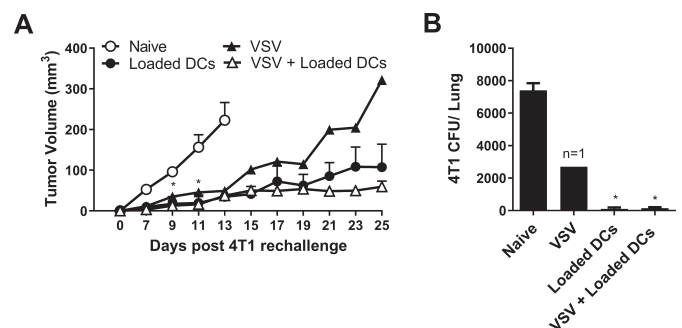 A
Naive
VSV
Loaded DCs
VSV + Loaded DCs
Tumor Volume (mm³)
400
300
200
100
0
* *
0 7 9 11 13 15 17 19 21 23 25
Days post 4T1 rechallenge
B
4T1 CFU/ Lung
10000
8000
6000
4000
2000
0
n=1
* *
Naive
VSV
Loaded DCs
VSV + Loaded DCs